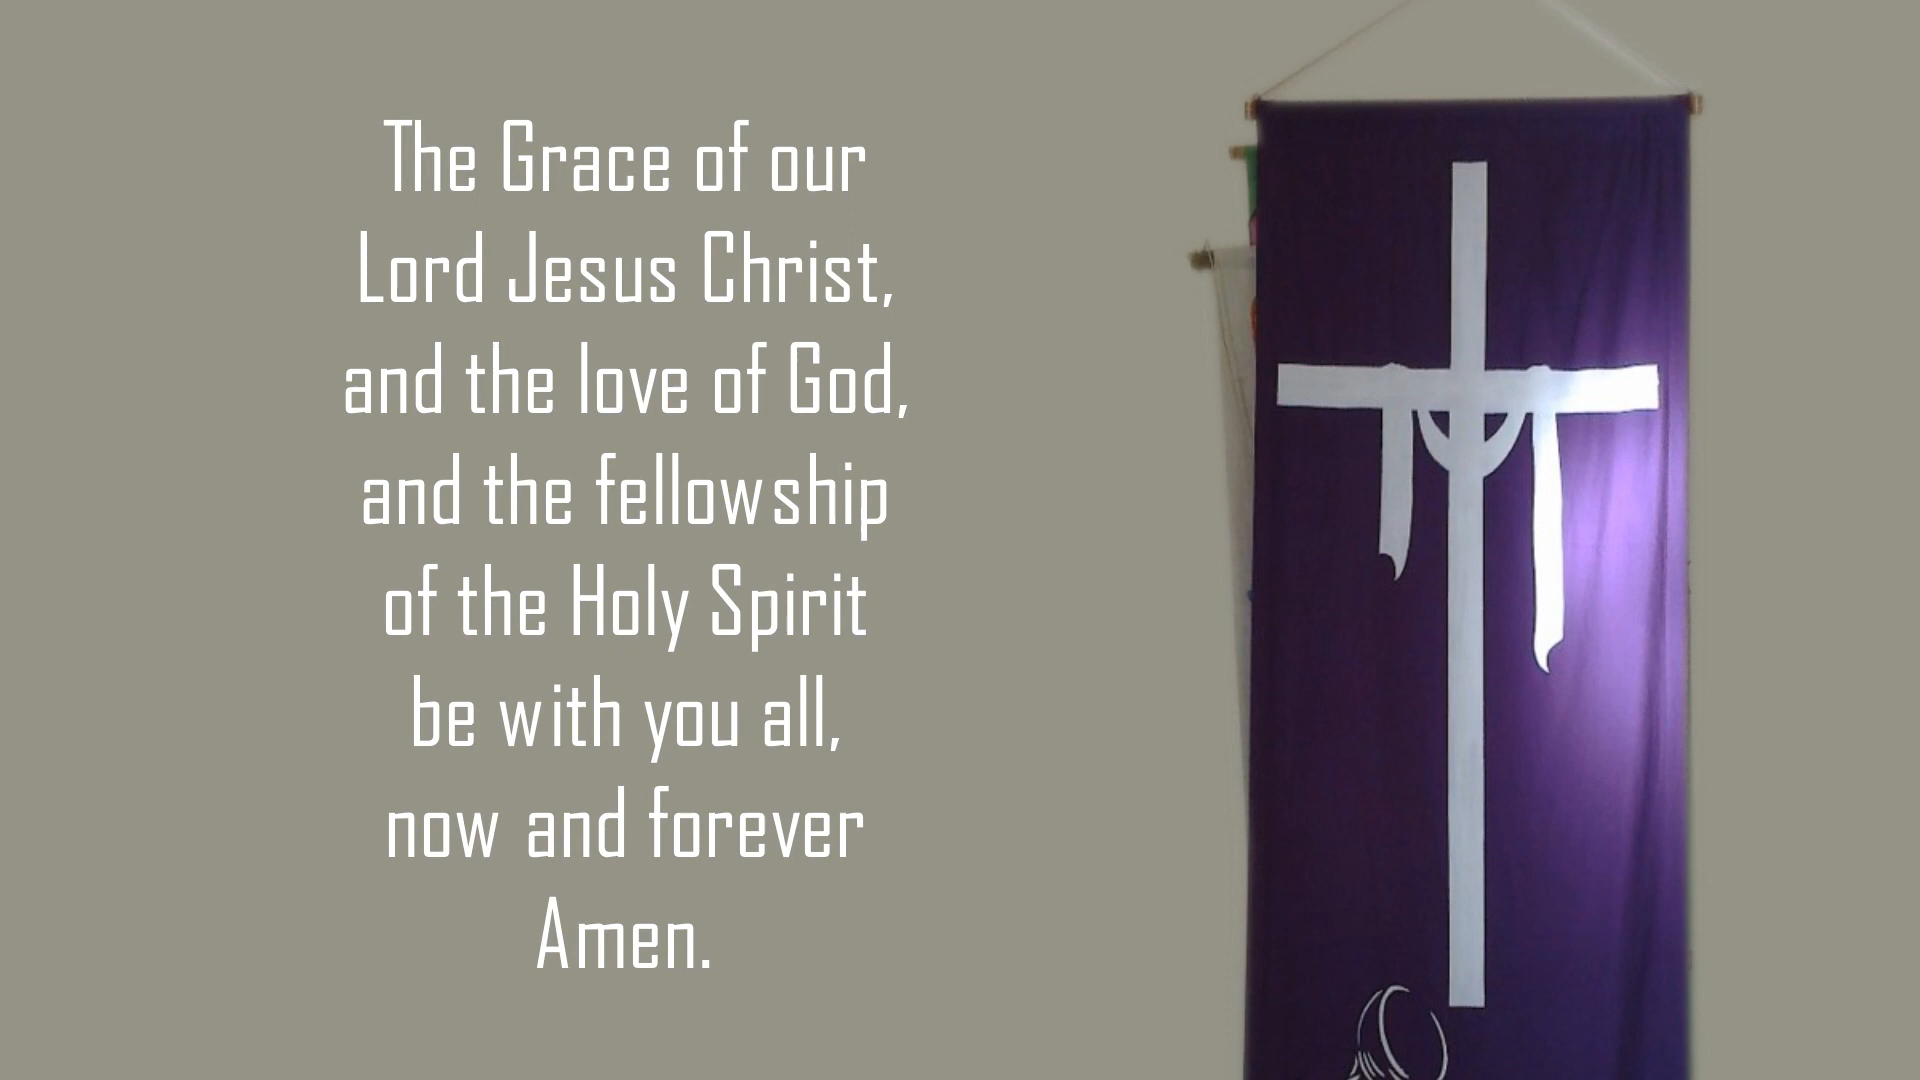 The Grace of our
Lord Jesus Christ,
and the love of God,
and the fellowship
of the Holy Spirit
be with you all,
now and forever
Amen.